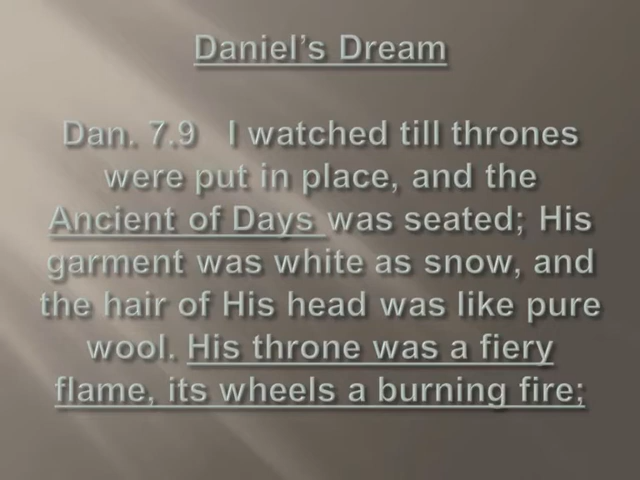 Daniel’s Dream
Dan. 7.9 I watched till thrones
were put in place, and the
Ancient of Days was seated; His
garment was white as snow, and
the hair of His head was like pure
wool. His throne was a fiery
flame, its wheels a burning fire;